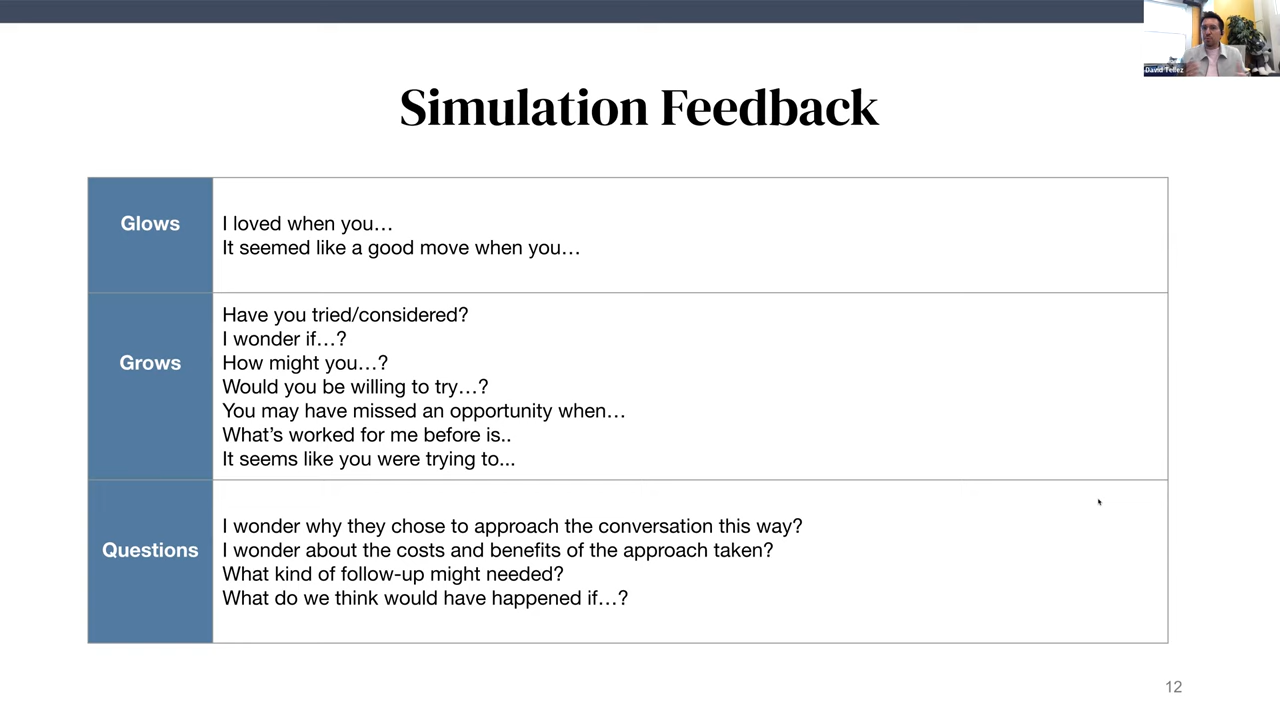 David Tellez
Simulation Feedback
Glows
I loved when you…
It seemed like a good move when you…
Grows
Have you tried/considered?
I wonder if…?
How might you…?
Would you be willing to try…?
You may have missed an opportunity when…
What’s worked for me before is..
It seems like you were trying to...
Questions
I wonder why they chose to approach the conversation this way?
I wonder about the costs and benefits of the approach taken?
What kind of follow-up might needed?
What do we think would have happened if…?
12